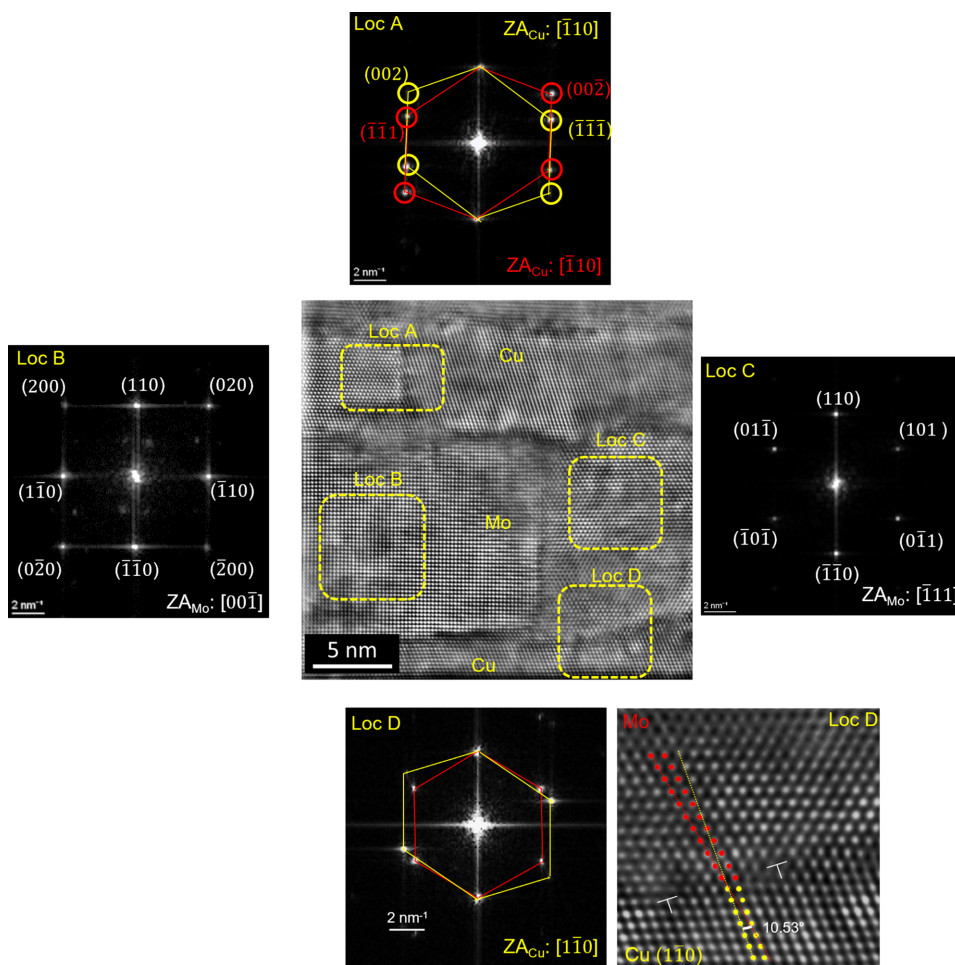 Loc A
ZA_Cu: [1̅10]
(002)
(002̅)
(1̅1̅1)
(1̅1̅1̅)
2 nm⁻¹
ZA_Cu: [1̅10]
Loc B
(200)
(110)
(020)
(11̅0)
(1̅10)
(02̅0)
(1̅1̅0)
(2̅00)
2 nm⁻¹
ZA_Mo: [001̅]
Loc A
Cu
Loc C
Loc B
Mo
Loc D
5 nm
Cu
Loc C
(110)
(011̅)
(101 )
(1̅01̅)
(01̅1)
(1̅1̅0)
2 nm⁻¹
ZA_Mo: [1̅11]
Loc D
2 nm⁻¹
ZA_Cu: [11̅0]
Mo
Loc D
10.53°
Cu (11̅0)